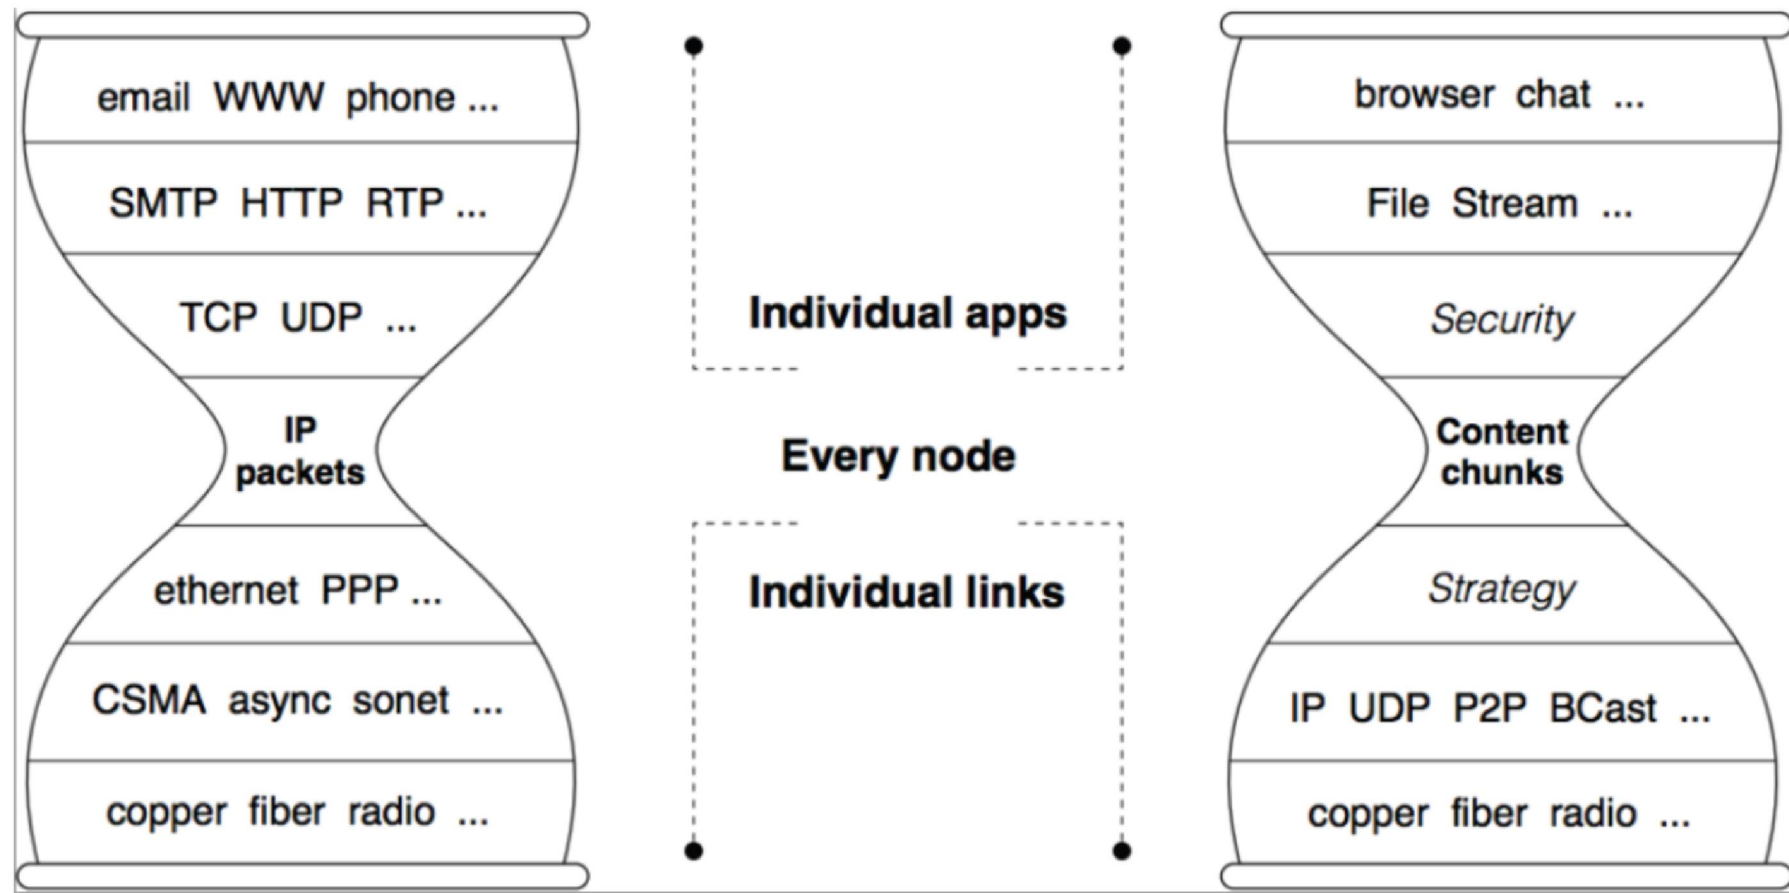 email WWW phone ...
SMTP HTTP RTP ...
TCP UDP ...
IP
packets
ethernet PPP ...
CSMA async sonet ...
copper fiber radio ...
Individual apps
Every node
Individual links
browser chat ...
File Stream ...
Security
Content
chunks
Strategy
IP UDP P2P BCast ...
copper fiber radio ...